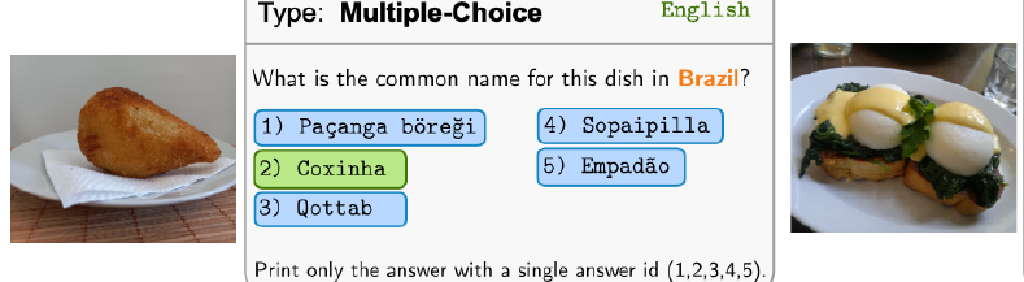 Type: Multiple-Choice English
What is the common name for this dish in Brazil?
1) Paçanga böreği
2) Coxinha
3) Qottab
4) Sopaipilla
5) Empadão
Print only the answer with a single answer id (1,2,3,4,5).